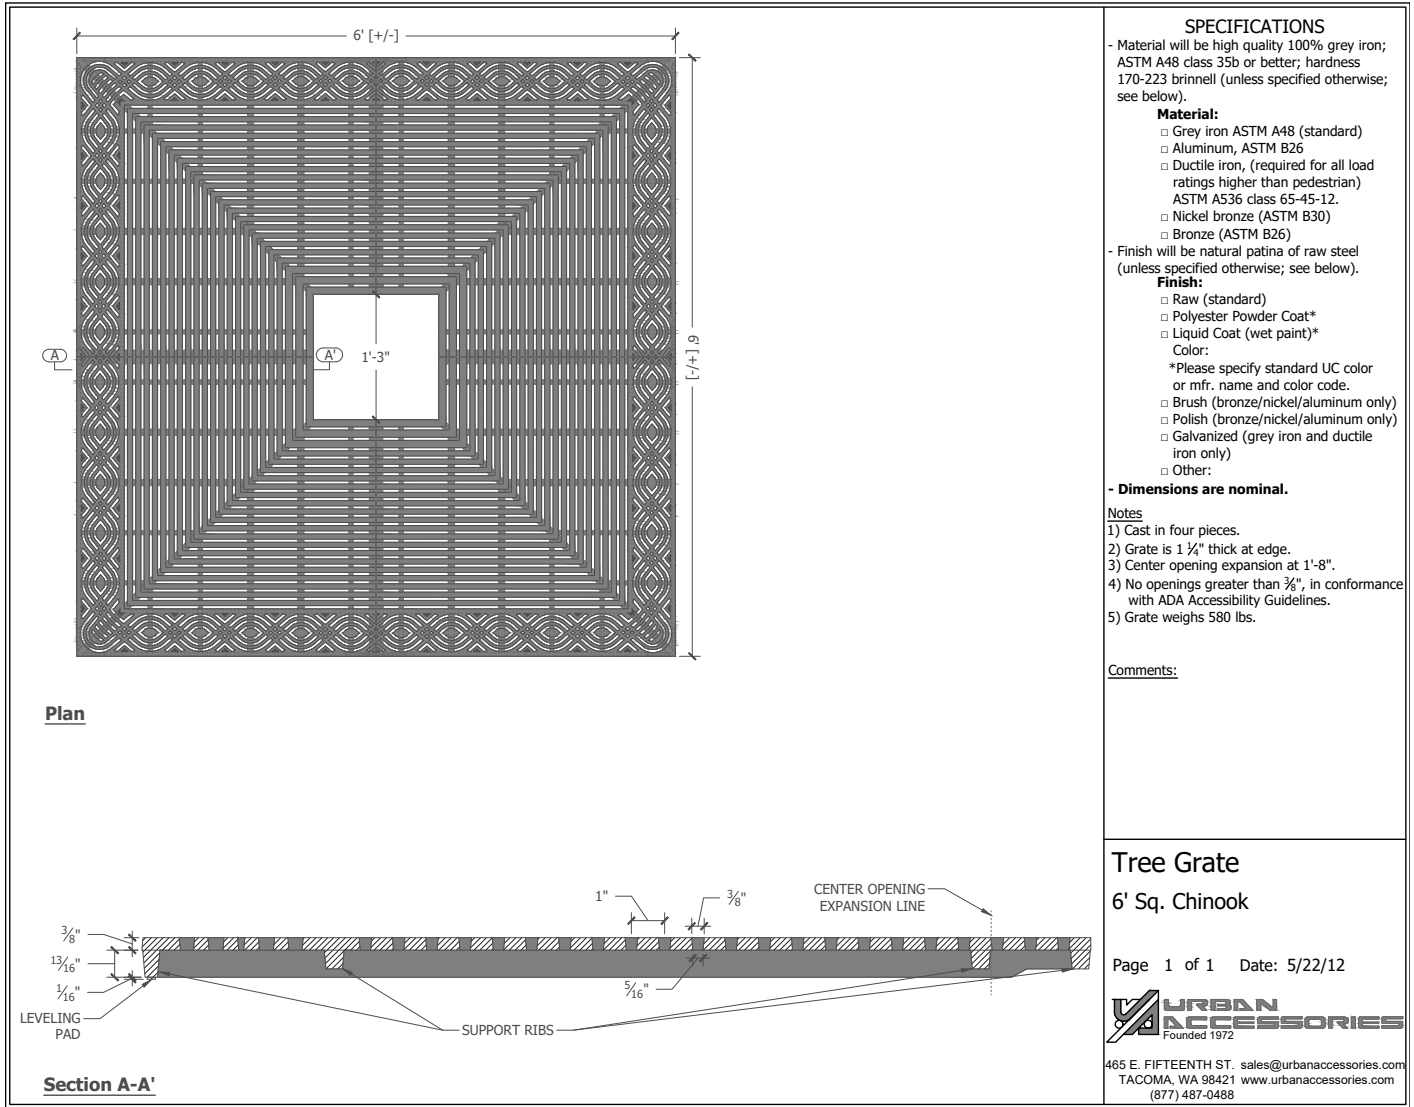 6' [+/-]
6' [+/-]
A
A'
1'-3"
Plan
1"
3/8"
CENTER OPENING
EXPANSION LINE
3/8"
13/16"
1/16"
5/16"
LEVELING
PAD
SUPPORT RIBS
Section A-A'
SPECIFICATIONS
- Material will be high quality 100% grey iron;
ASTM A48 class 35b or better; hardness
170-223 brinnell (unless specified otherwise;
see below).
Material:
□ Grey iron ASTM A48 (standard)
□ Aluminum, ASTM B26
□ Ductile iron, (required for all load
ratings higher than pedestrian)
ASTM A536 class 65-45-12.
□ Nickel bronze (ASTM B30)
□ Bronze (ASTM B26)
- Finish will be natural patina of raw steel
(unless specified otherwise; see below).
Finish:
□ Raw (standard)
□ Polyester Powder Coat*
□ Liquid Coat (wet paint)*
Color:
*Please specify standard UC color
or mfr. name and color code.
□ Brush (bronze/nickel/aluminum only)
□ Polish (bronze/nickel/aluminum only)
□ Galvanized (grey iron and ductile
iron only)
□ Other:
- Dimensions are nominal.
Notes
1) Cast in four pieces.
2) Grate is 1 1/4" thick at edge.
3) Center opening expansion at 1'-8".
4) No openings greater than 3/8", in conformance
with ADA Accessibility Guidelines.
5) Grate weighs 580 lbs.
Comments:
Tree Grate
6' Sq. Chinook
Page 1 of 1 Date: 5/22/12
URBAN
ACCESSORIES
Founded 1972
465 E. FIFTEENTH ST. sales@urbanaccessories.com
TACOMA, WA 98421 www.urbanaccessories.com
(877) 487-0488